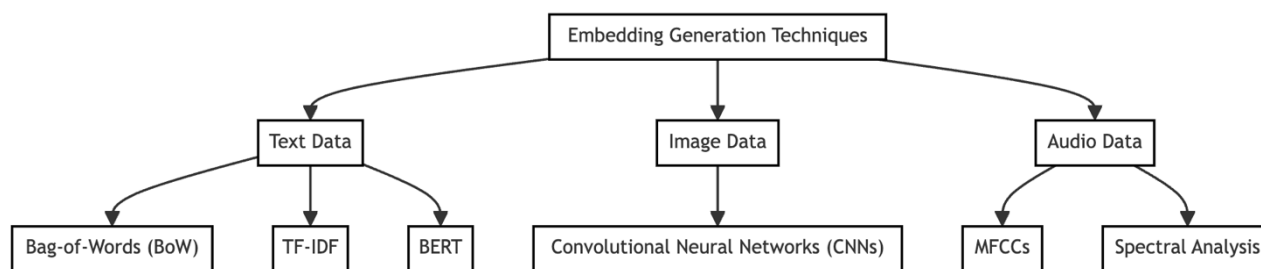 Embedding Generation Techniques
Text Data
Image Data
Audio Data
Bag-of-Words (BoW)
TF-IDF
BERT
Convolutional Neural Networks (CNNs)
MFCCs
Spectral Analysis